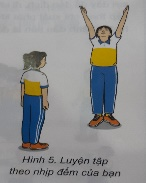 Hình 5. Luyện tập
theo nhịp đếm của bạn